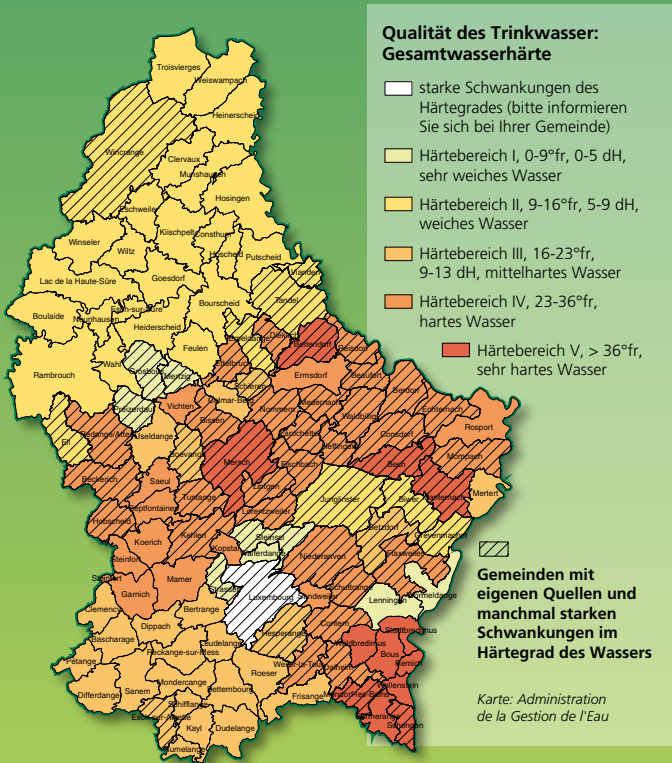 Qualität des Trinkwasser:
Gesamtwasserhärte
starke Schwankungen des
Härtegrades (bitte informieren
Sie sich bei Ihrer Gemeinde)
Härtebereich I, 0-9°fr, 0-5 dH,
sehr weiches Wasser
Härtebereich II, 9-16°fr, 5-9 dH,
weiches Wasser
Härtebereich III, 16-23°fr,
9-13 dH, mittelhartes Wasser
Härtebereich IV, 23-36°fr,
hartes Wasser
Härtebereich V, > 36°fr,
sehr hartes Wasser
Gemeinden mit
eigenen Quellen und
manchmal starken
Schwankungen im
Härtegrad des Wassers
Karte: Administration
de la Gestion de l'Eau
Troisvierges
Weiswampach
Heinerscheid
Wincrange
Clervaux
Munshausen
Hosingen
Eschweiler
Kiischpelt
Consthum
Winseler
Wiltz
Hoscheid
Putscheid
Vianden
Goesdorf
Lac de la Haute-Sûre
Tandel
Bourscheid
Esch-sur-Sûre
Boulaide
Neunhausen
Heiderscheid
Feulen
Bettendorf
Reisdorf
Wahl
Grosbous
Mertzig
Ettelbruck
Ermsdorf
Beaufort
Rambrouch
Schieren
Berdorf
Preizerdaul
Vichten
Colmar-Berg
Nommern
Medernach
Echternach
Bissen
Waldbillig
Rospert
Redange/Attert
Useldange
Larochette
Heffingen
Consdorf
Ell
Boevange
Mompach
Mersch
Fischbach
Bech
Beckerich
Saeul
Lintgen
Manternach
Mertert
Tuntange
Junglinster
Biwer
Septfontaines
Lorentzweiler
Hobscheid
Betzdorf
Grevenmacher
Kehlen
Steinsel
Koerich
Kopstal
Walferdange
Niederanven
Flaxweiler
Steinfort
Strassen
Schuttrange
Wormeldange
Garnich
Mamer
Luxembourg
Sandweiler
Lenningen
Clemency
Bertrange
Contern
Stadtbredimus
Dippach
Hesperange
Waldbredimus
Bascharage
Leudelange
Bous
Reckange-sur-Mess
Weiler-la-Tour
Remich
Pétange
Roeser
Dalheim
Mondercange
Bettembourg
Wellenstein
Differdange
Sanem
Frisange
Mondorf-les-Bains
Schifflange
Burmerange
Esch-sur-Alzette
Schengen
Kayl
Dudelange
Rumelange